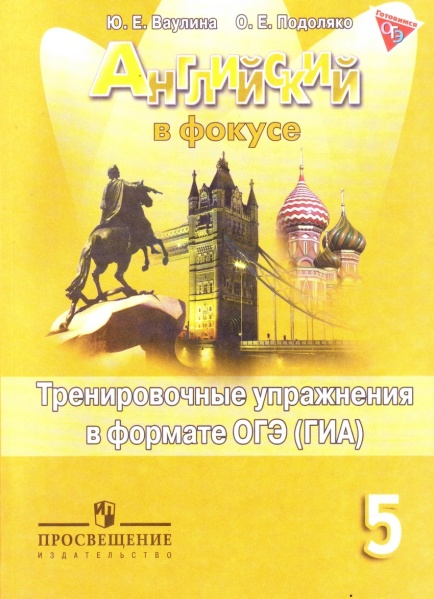 Ю. Е. Ваулина О. Е. Подоляко
Готовимся
ОГЭ
Английский
в фокусе
Тренировочные упражнения
в формате ОГЭ (ГИА)
ПРОСВЕЩЕНИЕ
ИЗДАТЕЛЬСТВО
5